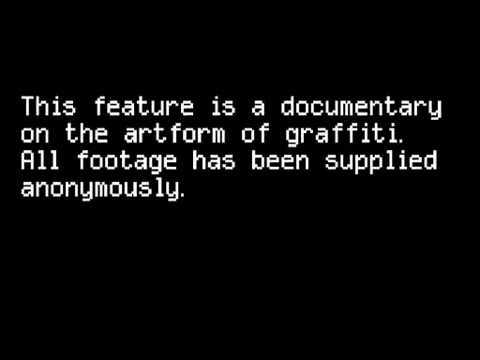 This feature is a documentary
on the artform of graffiti.
All footage has been supplied
anonymously.